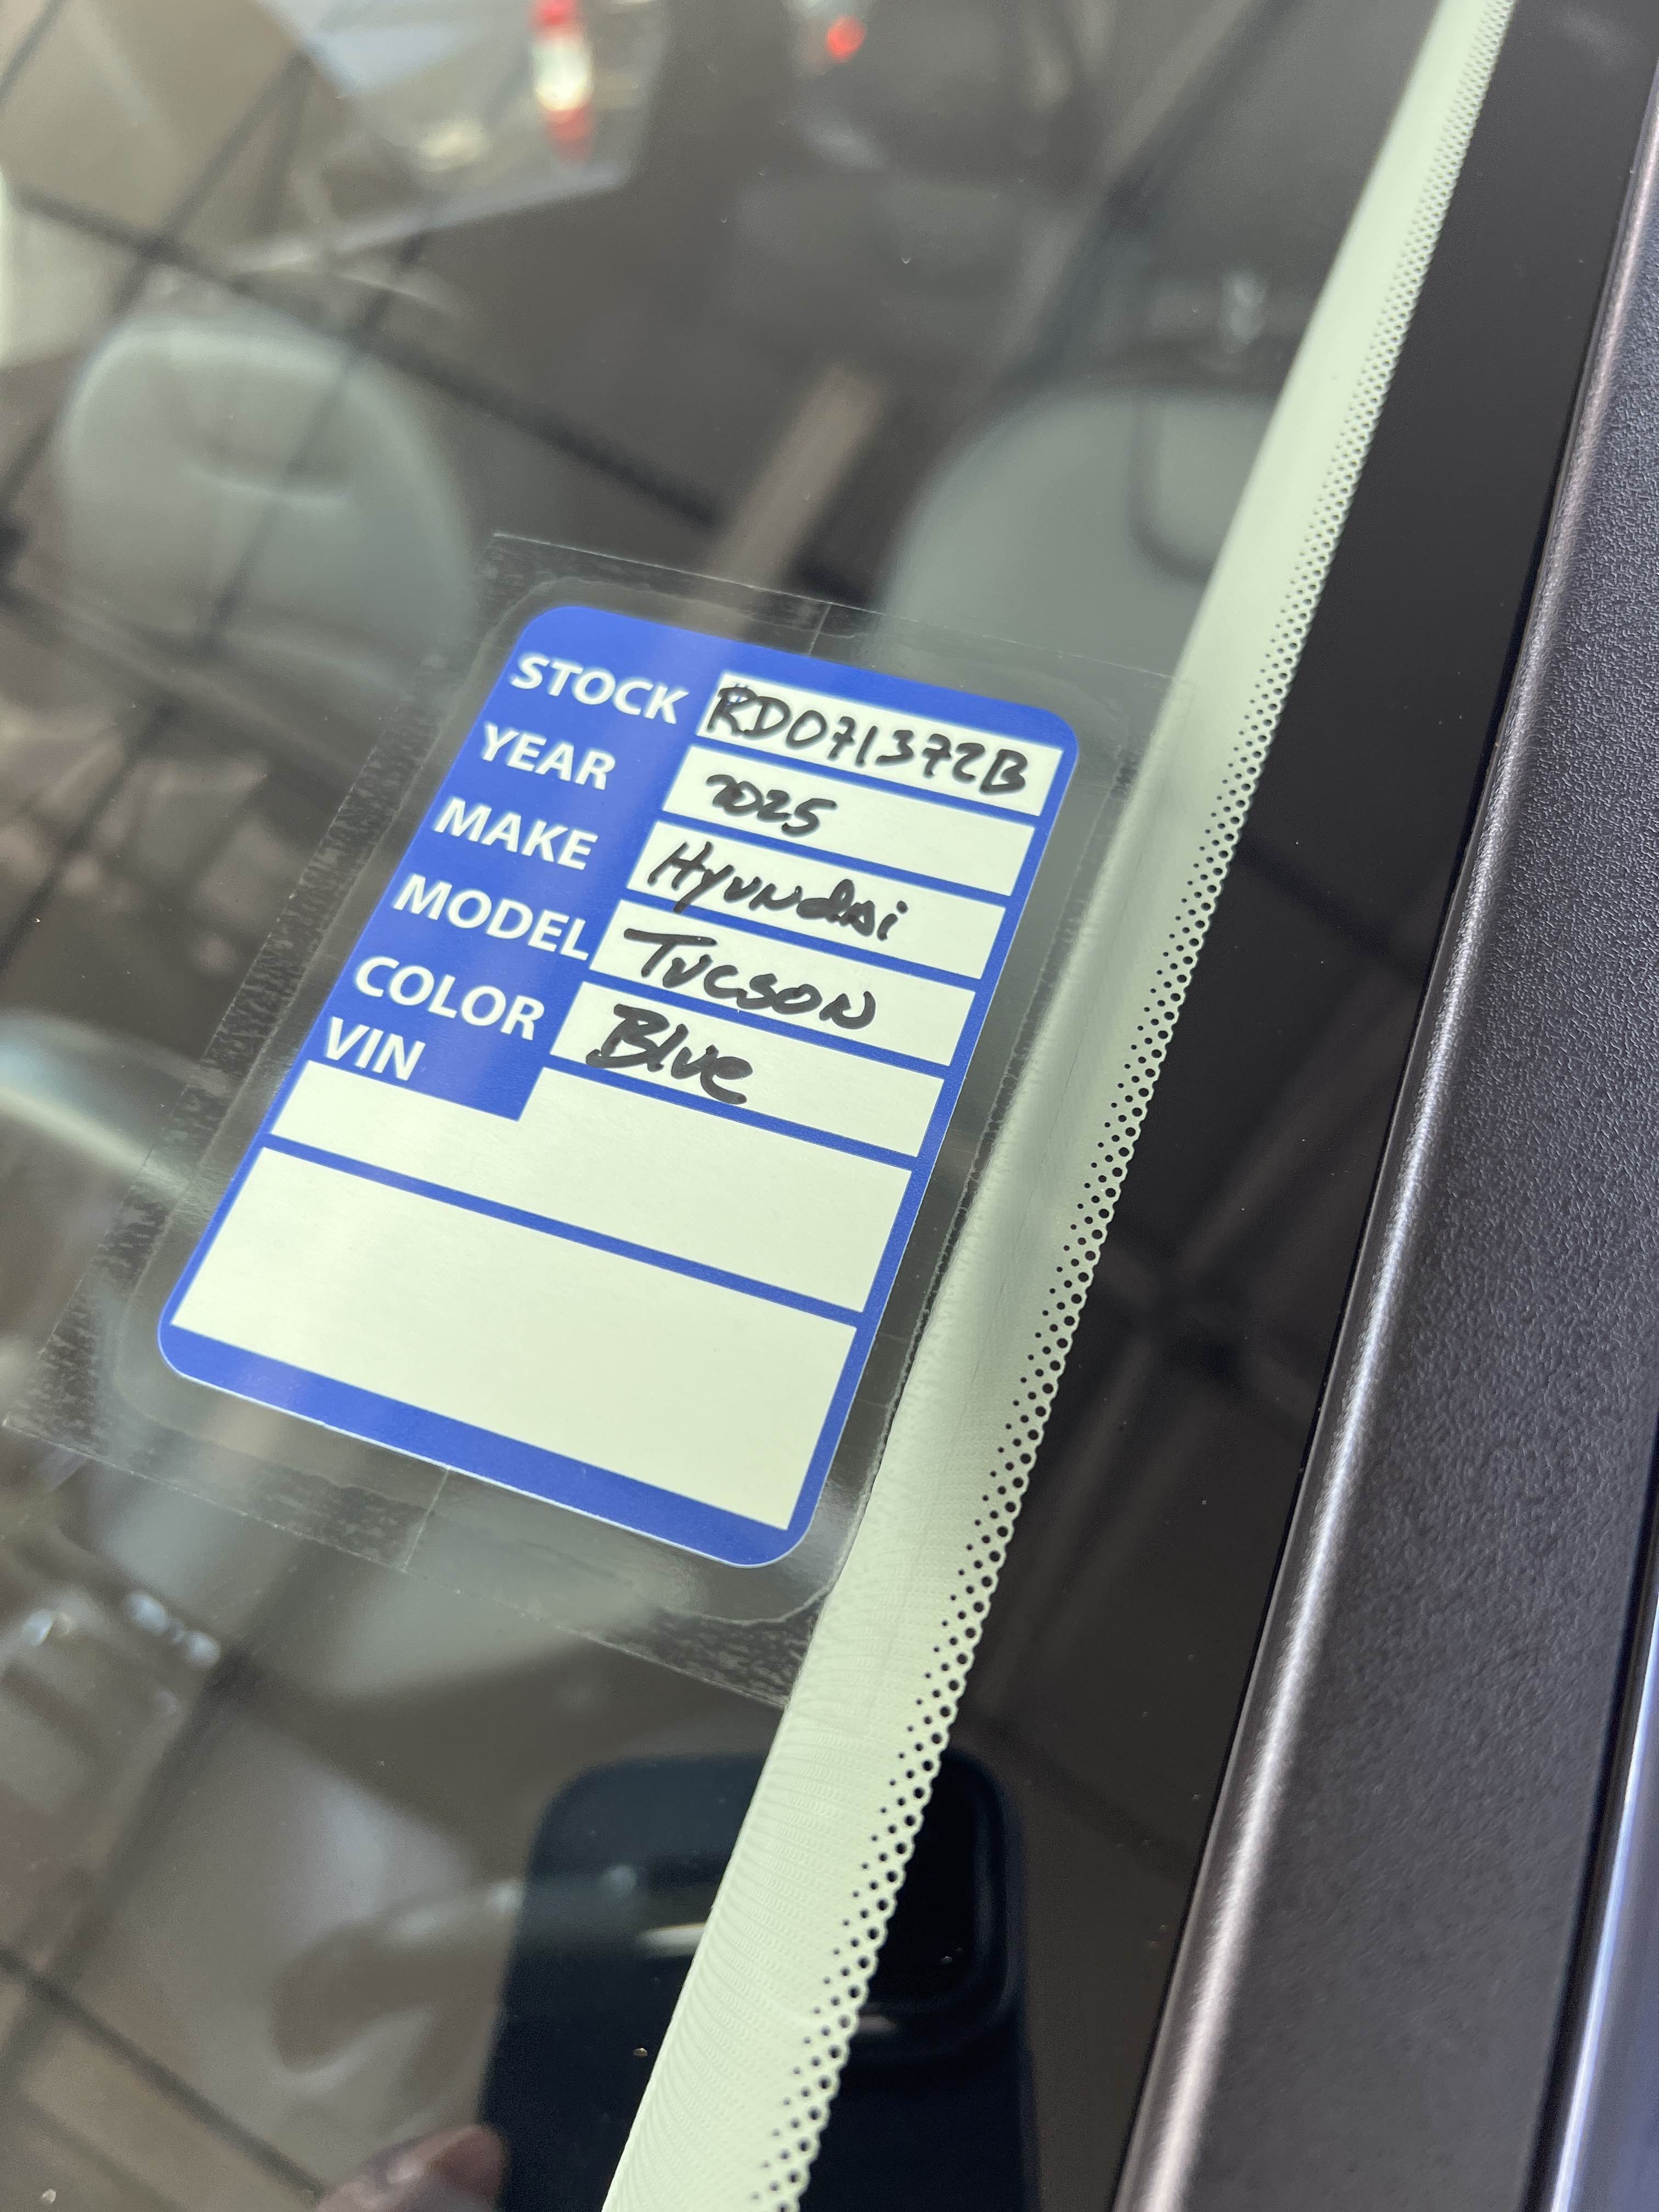 STOCK RD071372B
YEAR 2025
MAKE Hyundai
MODEL Tucson
COLOR Blue
VIN